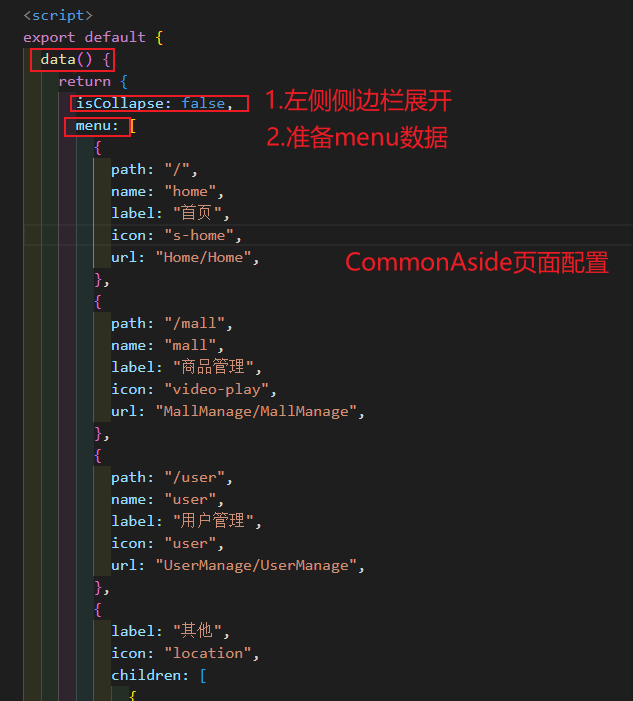 <script>
export default {
data() {
return {
isCollapse: false,
1.左侧侧边栏展开
menu: [
2.准备menu数据
{
path: "/",
name: "home",
label: "首页",
icon: "s-home",
url: "Home/Home",
CommonAside页面配置
},
{
path: "/mall",
name: "mall",
label: "商品管理",
icon: "video-play",
url: "MallManage/MallManage",
},
{
path: "/user",
name: "user",
label: "用户管理",
icon: "user",
url: "UserManage/UserManage",
},
{
label: "其他",
icon: "location",
children: [
{